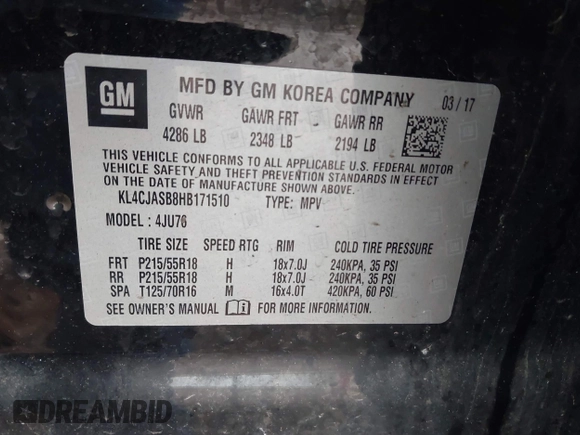 GM
MFD BY GM KOREA COMPANY 03 / 17
GVWR GAWR FRT GAWR RR
4286 LB 2348 LB 2194 LB
THIS VEHICLE CONFORMS TO ALL APPLICABLE U.S. FEDERAL MOTOR
VEHICLE SAFETY AND THEFT PREVENTION STANDARDS IN EFFECT
ON THE DATE OF MANUFACTURE SHOWN ABOVE.
KL4CJASB8HB171510 TYPE: MPV
MODEL : 4JU76
TIRE SIZE SPEED RTG RIM COLD TIRE PRESSURE
FRT P215/55R18 H 18x7.0J 240KPA, 35 PSI
RR P215/55R18 H 18x7.0J 240KPA, 35 PSI
SPA T125/70R16 M 16x4.0T 420KPA, 60 PSI
SEE OWNER'S MANUAL FOR MORE INFORMATION.
DREAMBID